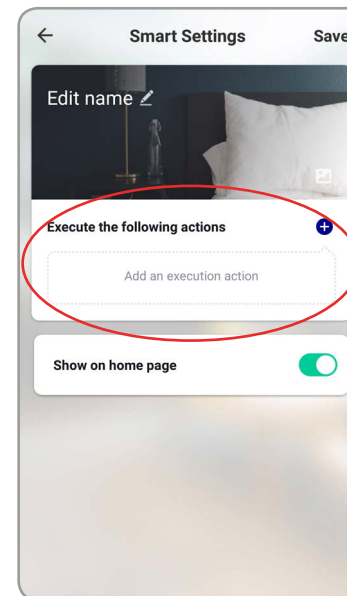 Smart Settings Save
Edit name
Execute the following actions
Add an execution action
Show on home page